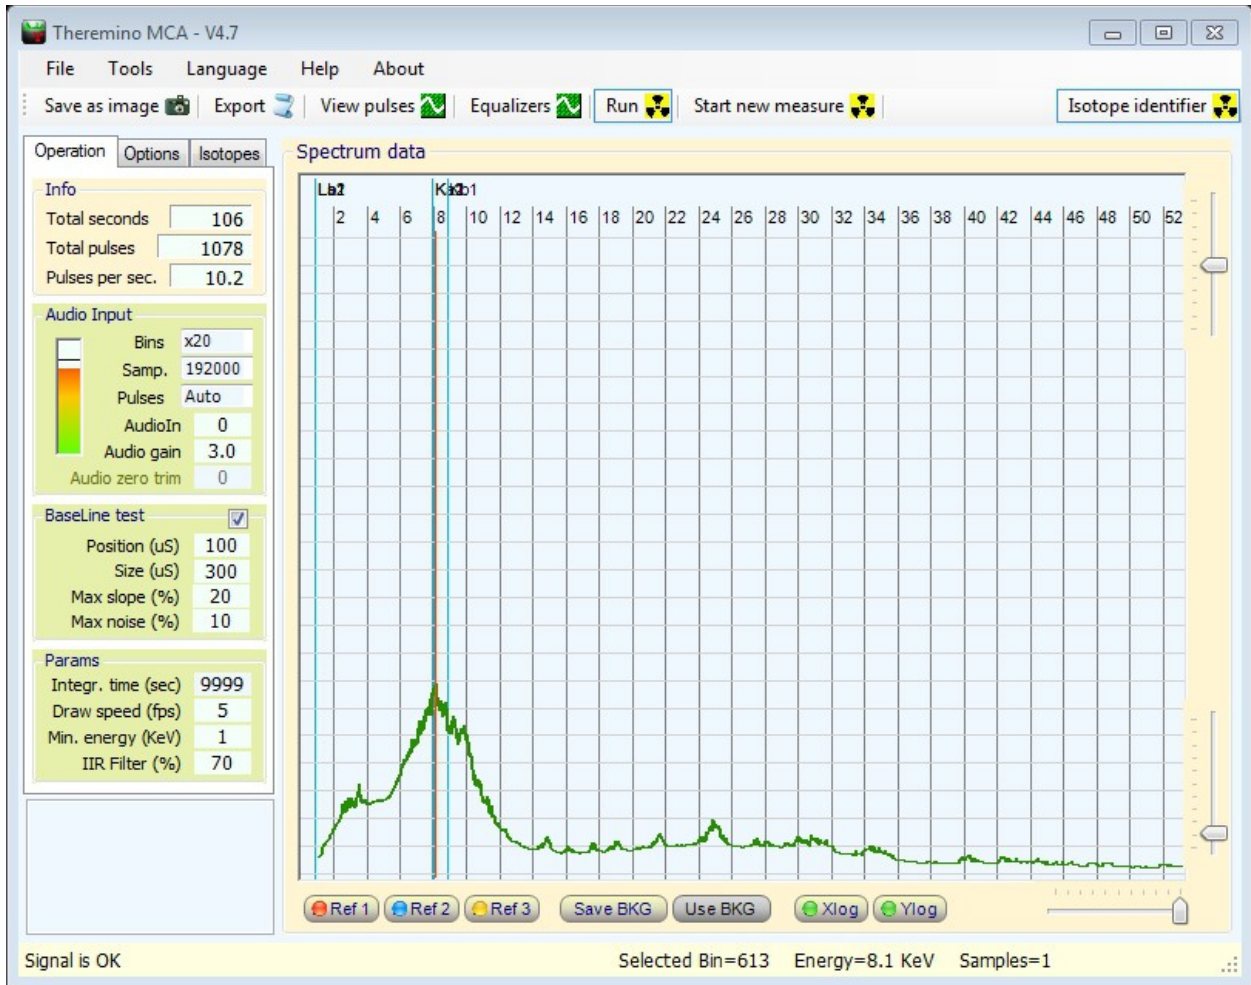 Theremino MCA - V4.7
File Tools Language Help About
Save as image Export View pulses Equalizers Run Start new measure Isotope identifier
Operation Options Isotopes
Info
Total seconds 106
Total pulses 1078
Pulses per sec. 10.2
Audio Input
Bins x20
Samp. 192000
Pulses Auto
AudioIn 0
Audio gain 3.0
Audio zero trim 0
BaseLine test
Position (uS) 100
Size (uS) 300
Max slope (%) 20
Max noise (%) 10
Params
Integr. time (sec) 9999
Draw speed (fps) 5
Min. energy (KeV) 1
IIR Filter (%) 70
Spectrum data
2 4 6 8 10 12 14 16 18 20 22 24 26 28 30 32 34 36 38 40 42 44 46 48 50 52
Ref 1 Ref 2 Ref 3 Save BKG Use BKG Xlog Ylog
Signal is OK Selected Bin=613 Energy=8.1 KeV Samples=1